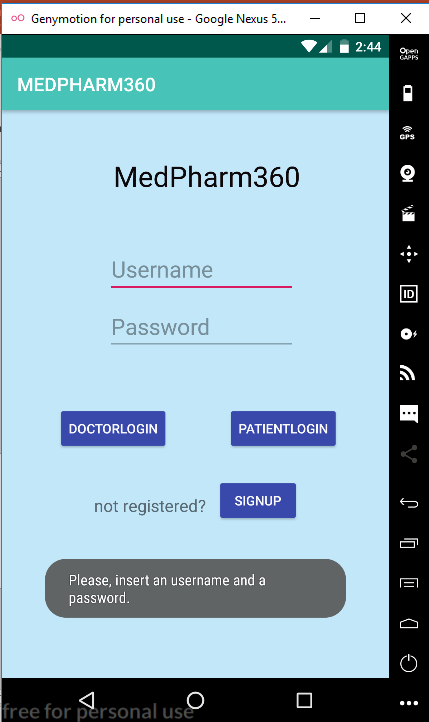 Genymotion for personal use - Google Nexus 5...
2:44
Open
GAPPS
MEDPHARM360
GPS
MedPharm360
Username
ID
Password
DOCTORLOGIN
PATIENTLOGIN
not registered?
SIGNUP
Please, insert an username and a
password.
free for personal use